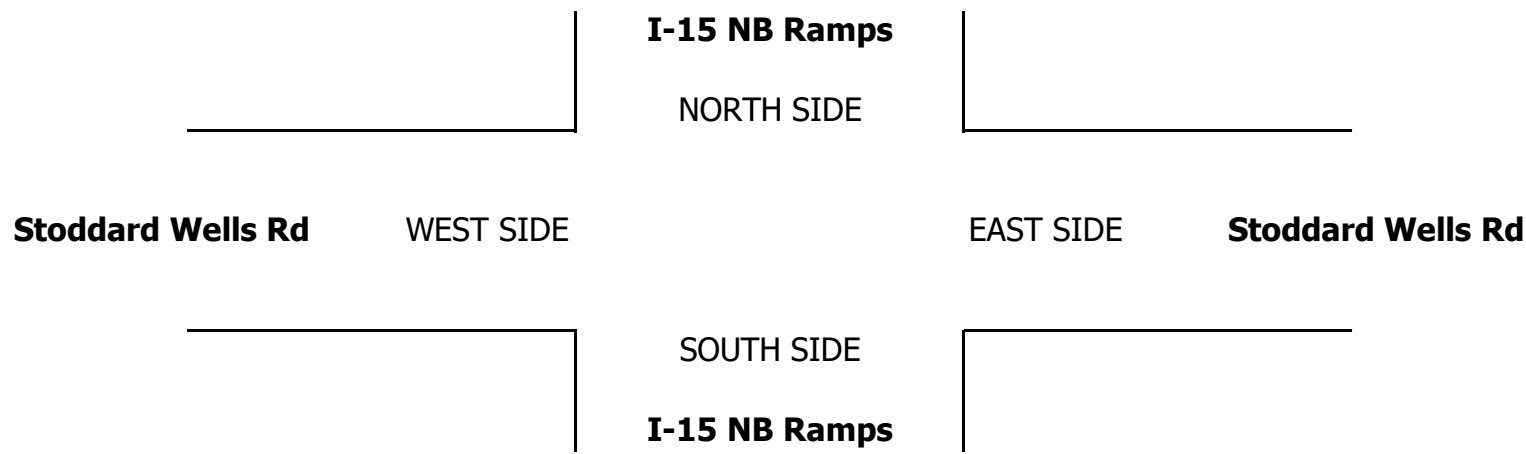 I-15 NB Ramps
NORTH SIDE
Stoddard Wells Rd WEST SIDE EAST SIDE Stoddard Wells Rd
SOUTH SIDE
I-15 NB Ramps